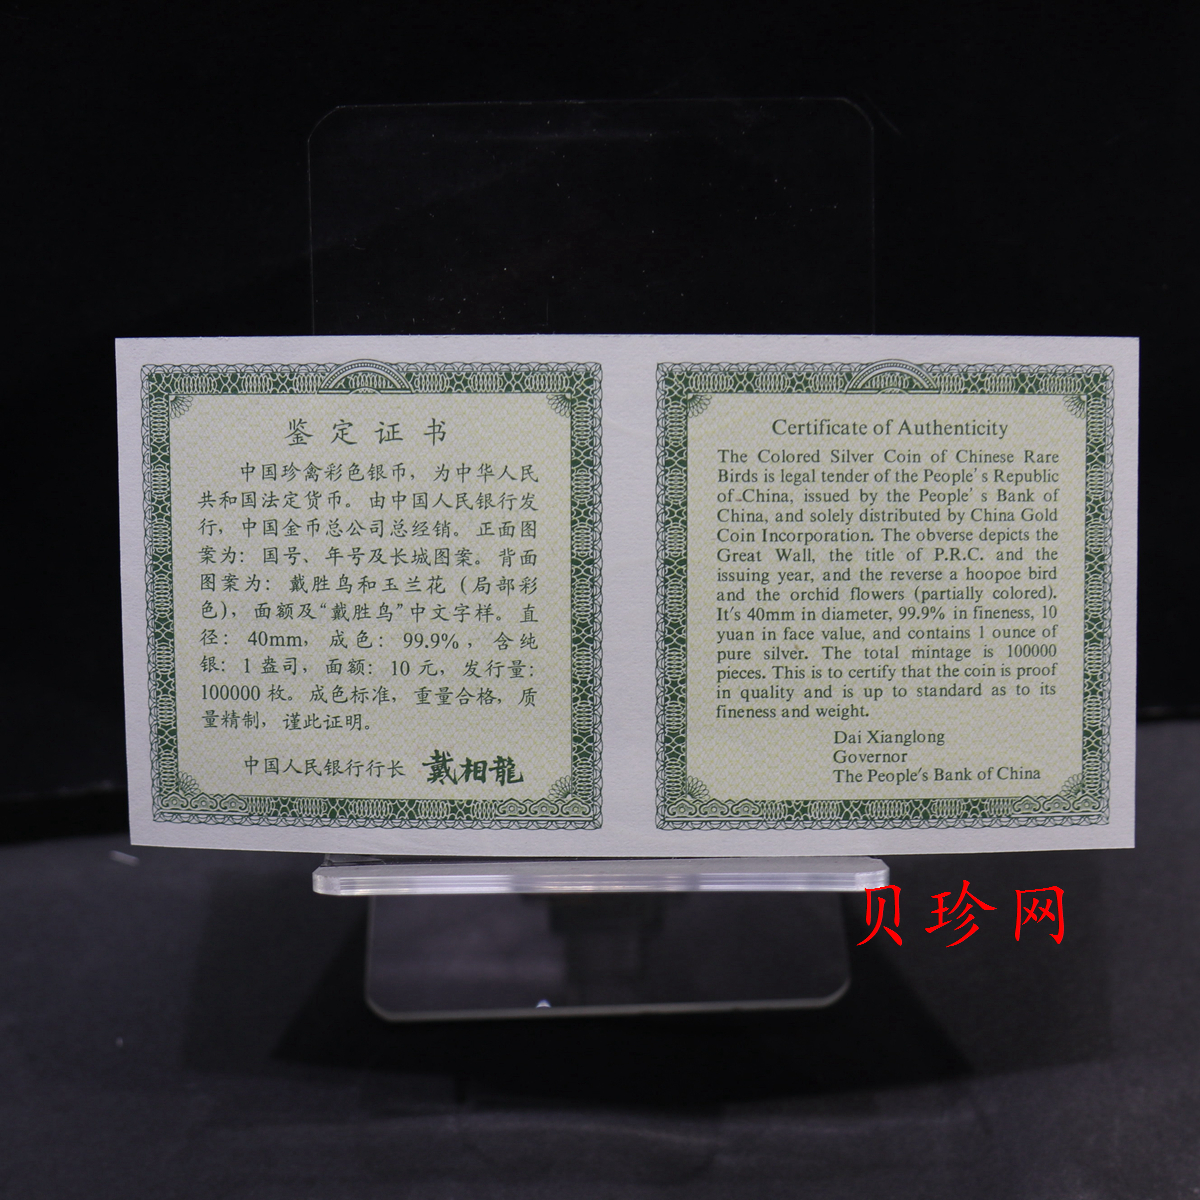 鉴定证书
中国珍禽彩色银币，为中华人民
共和国法定货币。由中国人民银行发
行，中国金币总公司总经销。正面图
案为：国号、年号及长城图案。背面
图案为：戴胜鸟和玉兰花（局部彩
色），面额及“戴胜鸟”中文字样。直
径：40mm，成色：99.9%，含纯
银：1盎司，面额：10元，发行量：
100000枚。成色标准，重量合格，质
量精制，谨此证明。
中国人民银行行长 戴相龍
Certificate of Authenticity
The Colored Silver Coin of Chinese Rare
Birds is legal tender of the People's Republic
of China, issued by the People's Bank of
China, and solely distributed by China Gold
Coin Incorporation. The obverse depicts the
Great Wall, the title of P.R.C. and the
issuing year, and the reverse a hoopoe bird
and the orchid flowers (partially colored).
It's 40mm in diameter, 99.9% in fineness, 10
yuan in face value, and contains 1 ounce of
pure silver. The total mintage is 100000
pieces. This is to certify that the coin is proof
in quality and is up to standard as to its
fineness and weight.
Dai Xianglong
Governor
The People's Bank of China
贝珍网